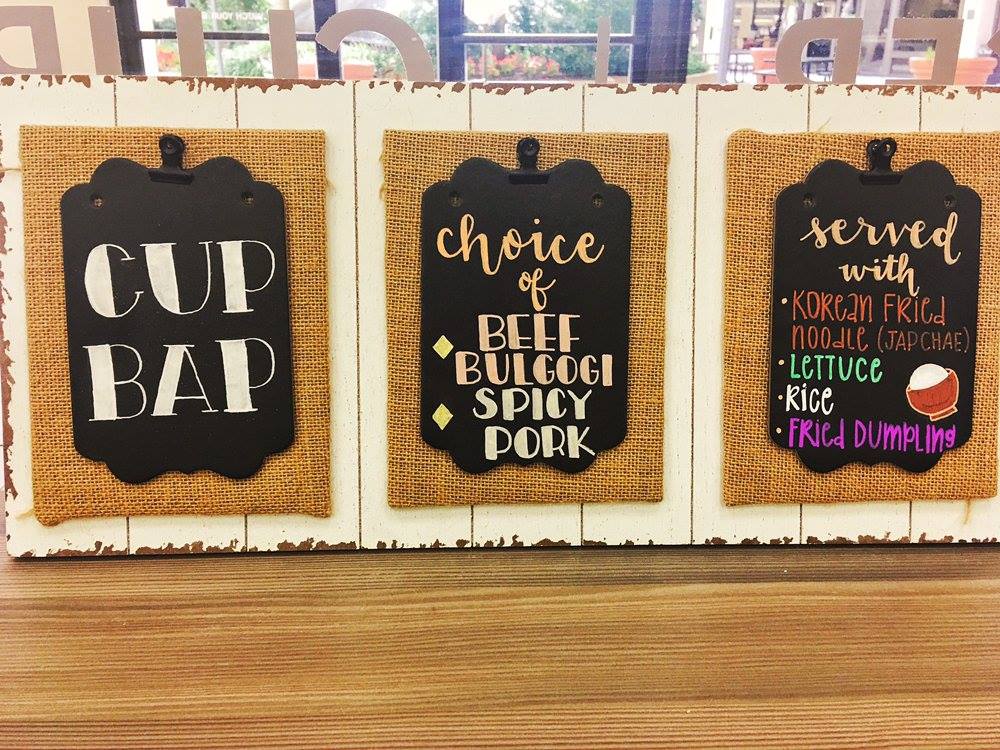 CUP
BAP
choice
of
BEEF
BULGOGI
SPICY
PORK
served
with
• KOREAN FRIED
NOODLE (JAPCHAE)
• LETTUCE
• RICE
• FRIED DUMPLING